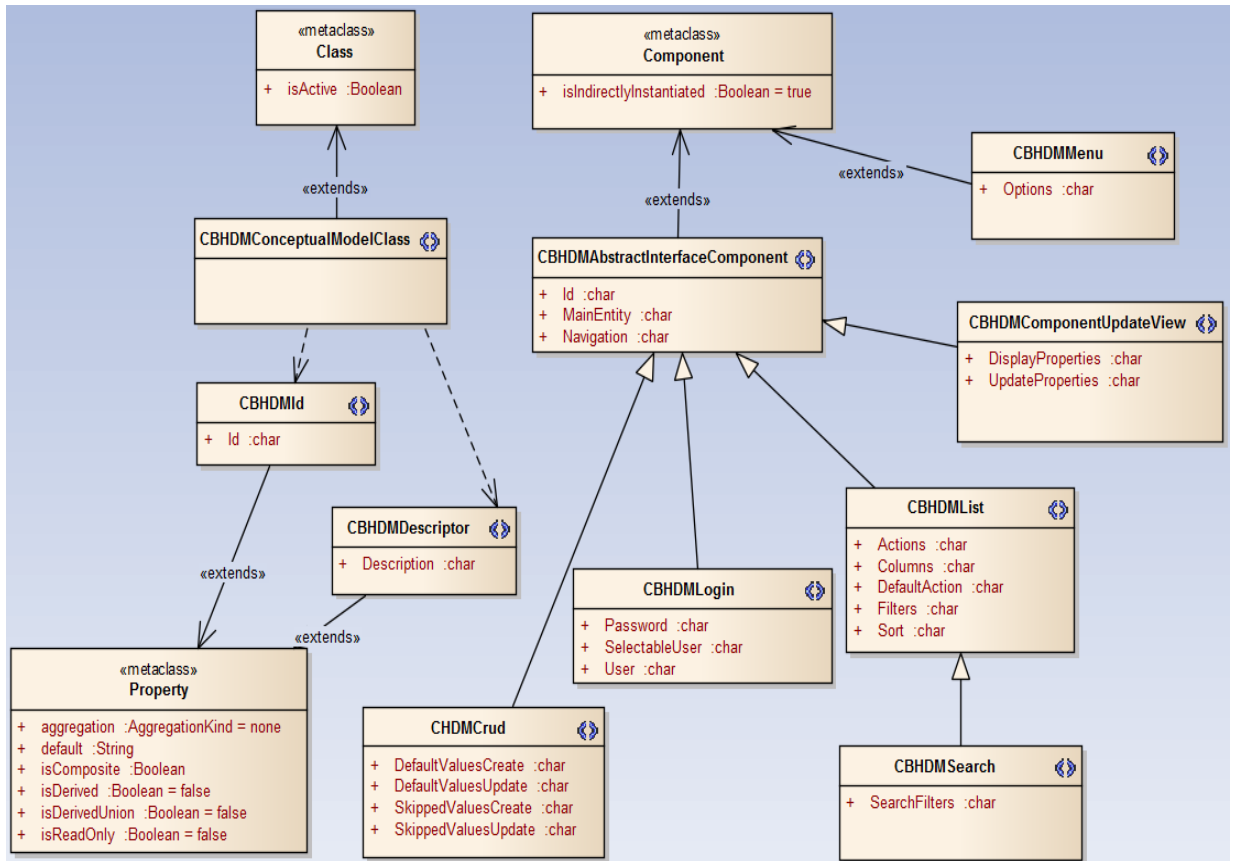 «metaclass»
Class
+ isActive :Boolean
«metaclass»
Component
+ isIndirectlyInstantiated :Boolean = true
CBHDMMenu
+ Options :char
«extends»
«extends»
«extends»
CBHDMConceptualModelClass
CBHDMAbstractInterfaceComponent
+ Id :char
+ MainEntity :char
+ Navigation :char
CBHDMComponentUpdateView
+ DisplayProperties :char
+ UpdateProperties :char
CBHDMId
+ Id :char
CBHDMDescriptor
+ Description :char
CBHDMList
+ Actions :char
+ Columns :char
+ DefaultAction :char
+ Filters :char
+ Sort :char
«extends»
«extends»
CBHDMLogin
+ Password :char
+ SelectableUser :char
+ User :char
«metaclass»
Property
+ aggregation :AggregationKind = none
+ default :String
+ isComposite :Boolean
+ isDerived :Boolean = false
+ isDerivedUnion :Boolean = false
+ isReadOnly :Boolean = false
CHDMCrud
+ DefaultValuesCreate :char
+ DefaultValuesUpdate :char
+ SkippedValuesCreate :char
+ SkippedValuesUpdate :char
CBHDMSearch
+ SearchFilters :char